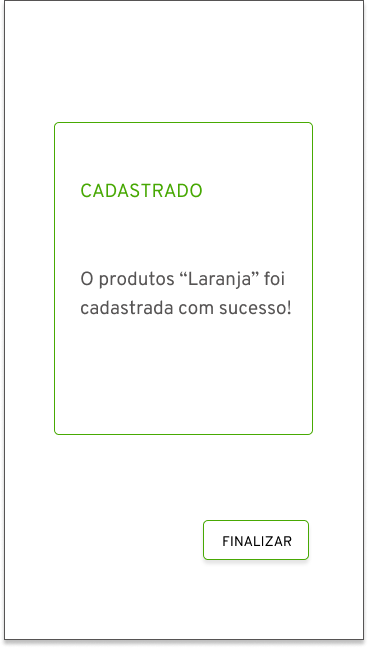 CADASTRADO
O produtos “Laranja” foi
cadastrada com sucesso!
FINALIZAR